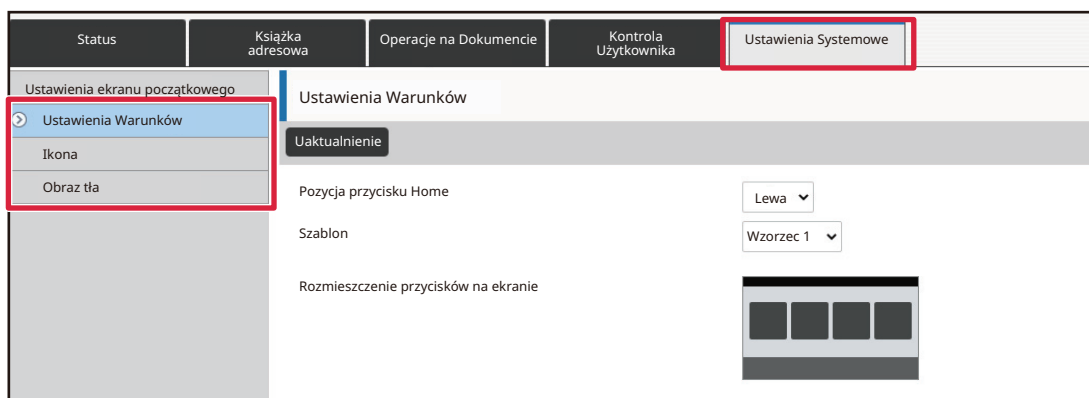 Status
Książka
adresowa
Operacje na Dokumencie
Kontrola
Użytkownika
Ustawienia Systemowe
Ustawienia ekranu początkowego
Ustawienia Warunków
Ikona
Obraz tła
Ustawienia Warunków
Uaktualnienie
Pozycja przycisku Home
Lewa
Szablon
Wzorzec 1
Rozmieszczenie przycisków na ekranie